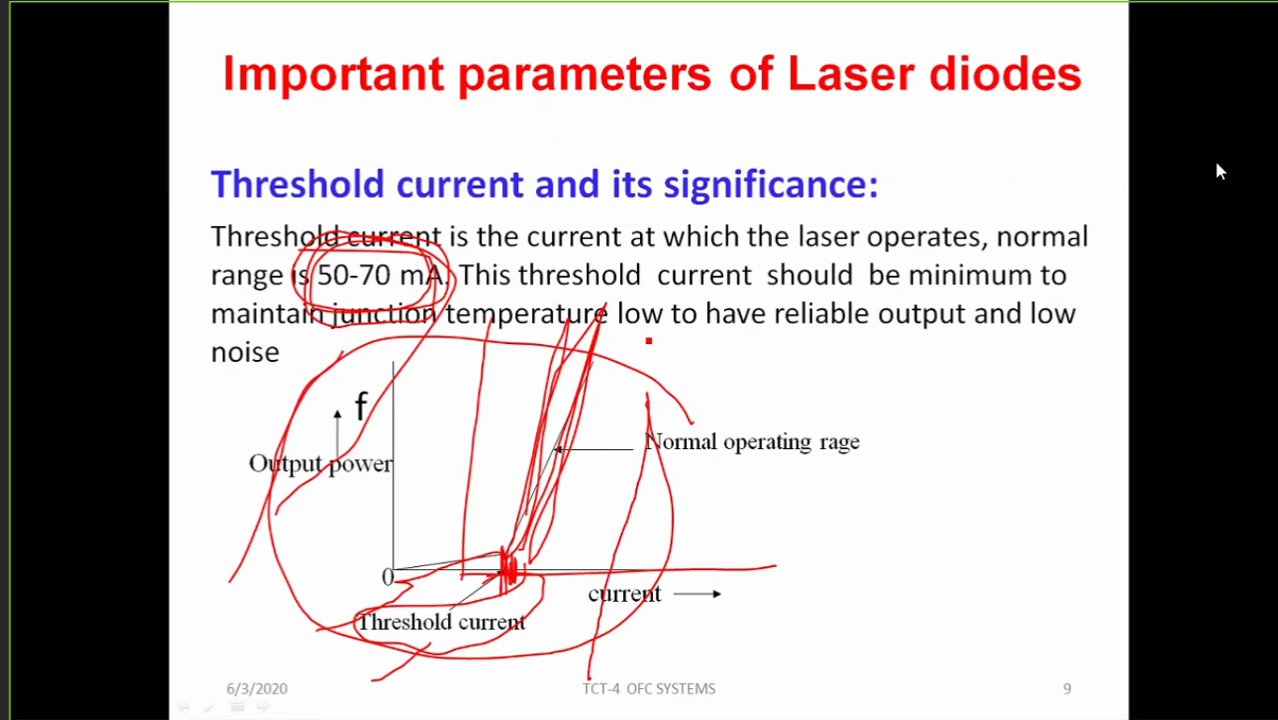 Important parameters of Laser diodes
Threshold current and its significance:
Threshold current is the current at which the laser operates, normal
range is 50-70 mA. This threshold current should be minimum to
maintain junction temperature low to have reliable output and low
noise
f
Output power
Normal operating rage
0
current
Threshold current
6/3/2020
TCT-4 OFC SYSTEMS
9